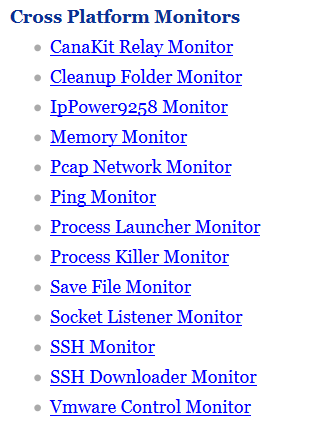 Cross Platform Monitors
CanaKit Relay Monitor
Cleanup Folder Monitor
IpPower9258 Monitor
Memory Monitor
Pcap Network Monitor
Ping Monitor
Process Launcher Monitor
Process Killer Monitor
Save File Monitor
Socket Listener Monitor
SSH Monitor
SSH Downloader Monitor
Vmware Control Monitor